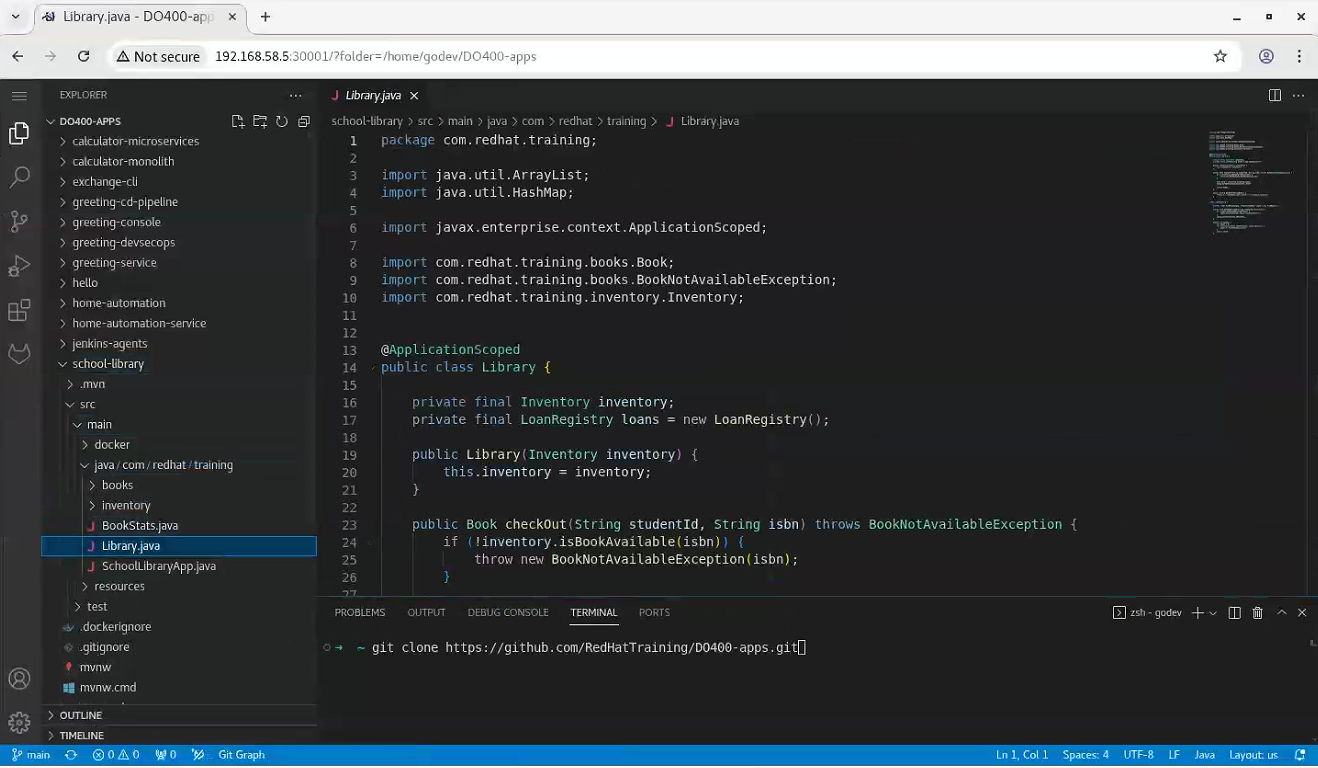 Library.java - DO400-app
Not secure 192.168.58.5:30001/?folder=/home/godev/DO400-apps
EXPLORER
DO400-APPS
calculator-microservices
calculator-monolith
exchange-cli
greeting-cd-pipeline
greeting-console
greeting-devsecops
greeting-service
hello
home-automation
home-automation-service
jenkins-agents
school-library
.mvn
src
main
docker
java/com/redhat/training
books
inventory
BookStats.java
Library.java
SchoolLibraryApp.java
resources
test
.dockerignore
.gitignore
mvnw
mvnw.cmd
OUTLINE
TIMELINE
Library.java
school-library > src > main > java > com > redhat > training > Library.java
1 package com.redhat.training;
2
3 import java.util.ArrayList;
4 import java.util.HashMap;
5
6 import javax.enterprise.context.ApplicationScoped;
7
8 import com.redhat.training.books.Book;
9 import com.redhat.training.books.BookNotAvailableException;
10 import com.redhat.training.inventory.Inventory;
11
12
13 @ApplicationScoped
14 public class Library {
15
16 private final Inventory inventory;
17 private final LoanRegistry loans = new LoanRegistry();
18
19 public Library(Inventory inventory) {
20 this.inventory = inventory;
21 }
22
23 public Book checkOut(String studentId, String isbn) throws BookNotAvailableException {
24 if (!inventory.isBookAvailable(isbn)) {
25 throw new BookNotAvailableException(isbn);
26 }
27
PROBLEMS OUTPUT DEBUG CONSOLE TERMINAL PORTS
zsh - godev
~ git clone https://github.com/RedHatTraining/DO400-apps.git
main 0 0 0 Git Graph Ln 1, Col 1 Spaces: 4 UTF-8 LF Java Layout: us